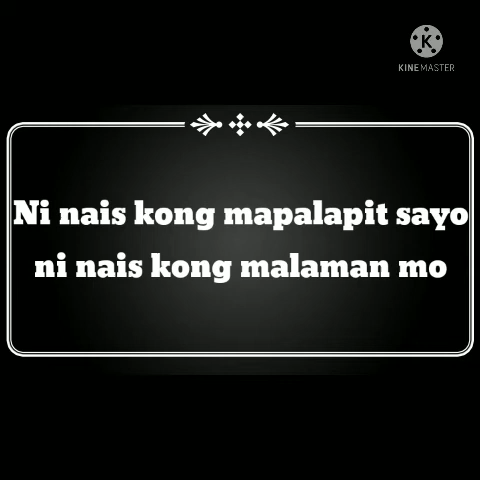 K
KINEMASTER
Ni nais kong mapalapit sayo
ni nais kong malaman mo